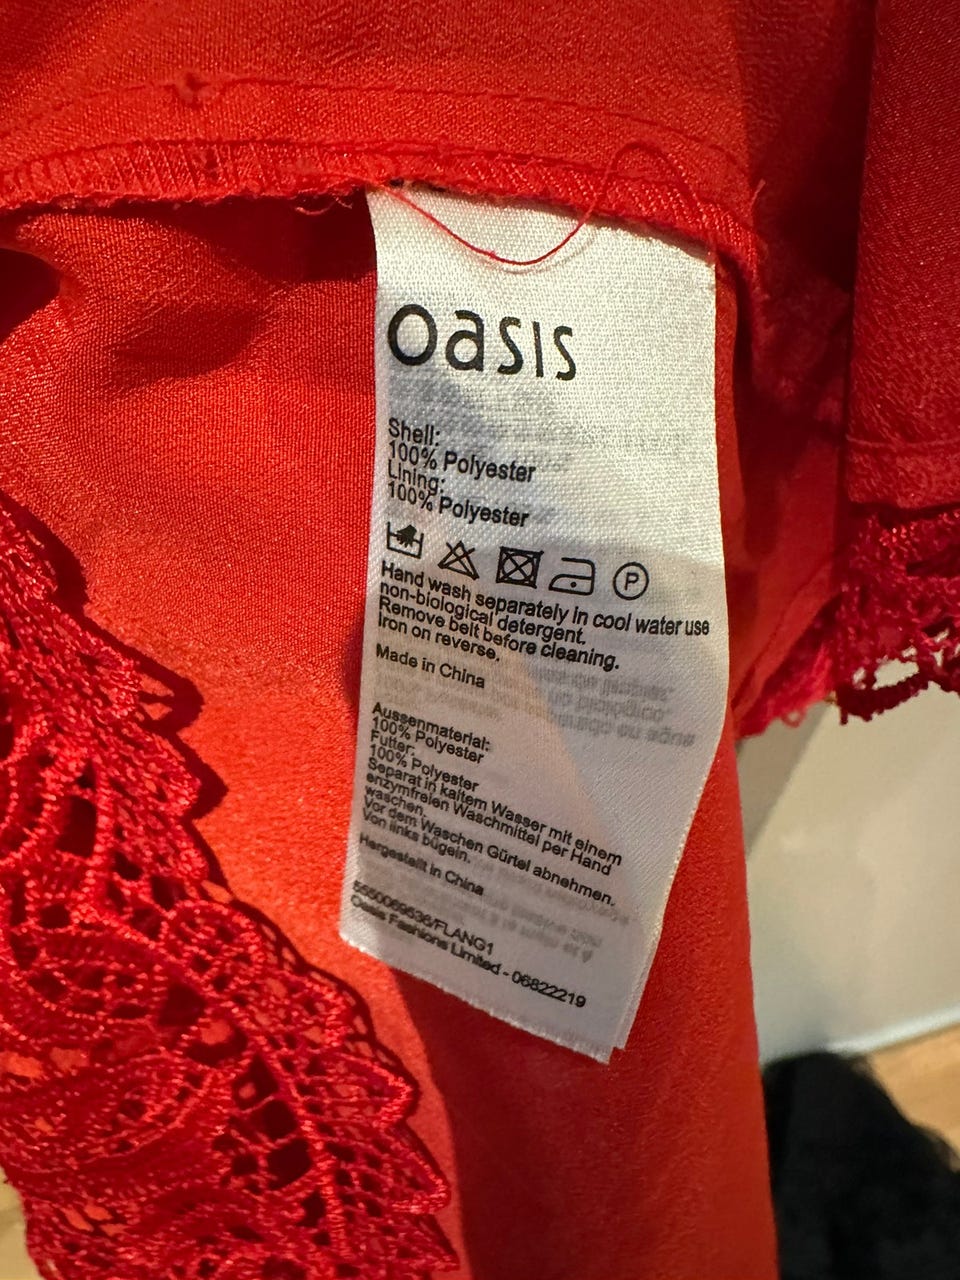 oasis
Shell:
100% Polyester
Lining:
100% Polyester
P
Hand wash separately in cool water use
non-biological detergent.
Remove belt before cleaning.
Iron on reverse.
Made in China
Aussenmaterial:
100% Polyester
Futter:
100% Polyester
Separat in kaltem Wasser mit einem
enzymfreien Waschmittel per Hand
waschen.
Vor dem Waschen Gürtel abnehmen.
Von links bügeln.
Hergestellt in China
5550069636/FLANG1
Oasis Fashions Limited - 06822219